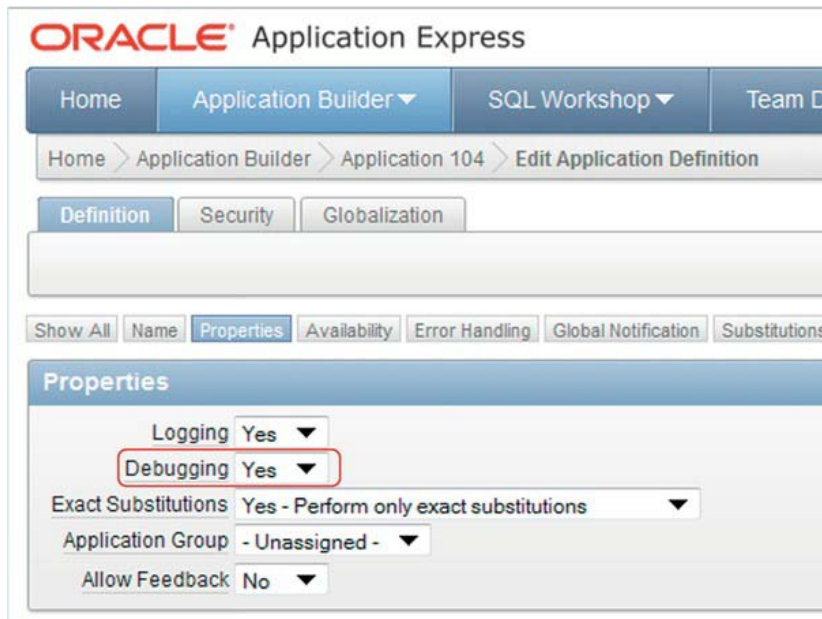 ORACLE Application Express
Home Application Builder SQL Workshop Team D
Home Application Builder Application 104 Edit Application Definition
Definition Security Globalization
Show All Name Properties Availability Error Handling Global Notification Substitutions
Properties
Logging Yes
Debugging Yes
Exact Substitutions Yes - Perform only exact substitutions
Application Group - Unassigned -
Allow Feedback No